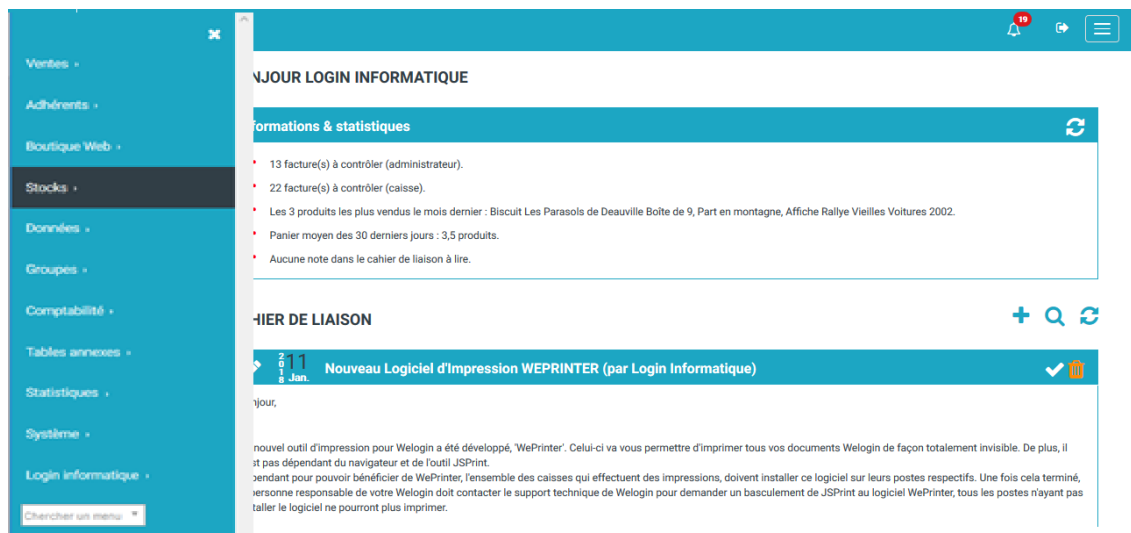 19
Ventes
Adhérents
Boutique Web
Stocks
Données
Groupes
Comptabilité
Tables annexes
Statistiques
Système
Login informatique
Chercher un menu
NJOUR LOGIN INFORMATIQUE
formations & statistiques
13 facture(s) à contrôler (administrateur).
22 facture(s) à contrôler (caisse).
Les 3 produits les plus vendus le mois dernier : Biscuit Les Parasols de Deauville Boîte de 9, Part en montagne, Affiche Rallye Vieilles Voitures 2002.
Panier moyen des 30 derniers jours : 3,5 produits.
Aucune note dans le cahier de liaison à lire.
HIER DE LIAISON
2018 11 Jan. Nouveau Logiciel d'Impression WEPRINTER (par Login Informatique)
njour,
nouvel outil d'impression pour Welogin a été développé, 'WePrinter'. Celui-ci va vous permettre d'imprimer tous vos documents Welogin de façon totalement invisible. De plus, il
st pas dépendant du navigateur et de l'outil JSPrint.
pendant pour pouvoir bénéficier de WePrinter, l'ensemble des caisses qui effectuent des impressions, doivent installer ce logiciel sur leurs postes respectifs. Une fois cela terminé,
ersonne responsable de votre Welogin doit contacter le support technique de Welogin pour demander un basculement de JSPrint au logiciel WePrinter, tous les postes n'ayant pas
taller le logiciel ne pourront plus imprimer.